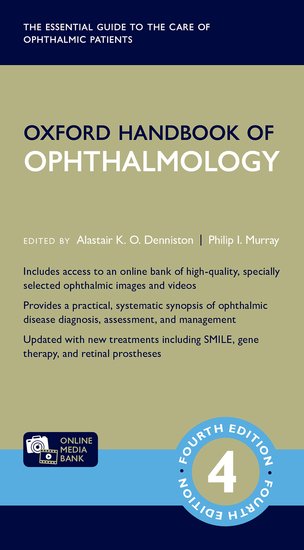 THE ESSENTIAL GUIDE TO THE CARE OF
OPHTHALMIC PATIENTS
OXFORD HANDBOOK OF
OPHTHALMOLOGY
EDITED BY Alastair K. O. Denniston | Philip I. Murray
Includes access to an online bank of high-quality, specially
selected ophthalmic images and videos
Provides a practical, systematic synopsis of ophthalmic
disease diagnosis, assessment, and management
Updated with new treatments including SMILE, gene
therapy, and retinal prostheses
ONLINE
MEDIA
BANK
FOURTH EDITION
4
FOURTH EDITION